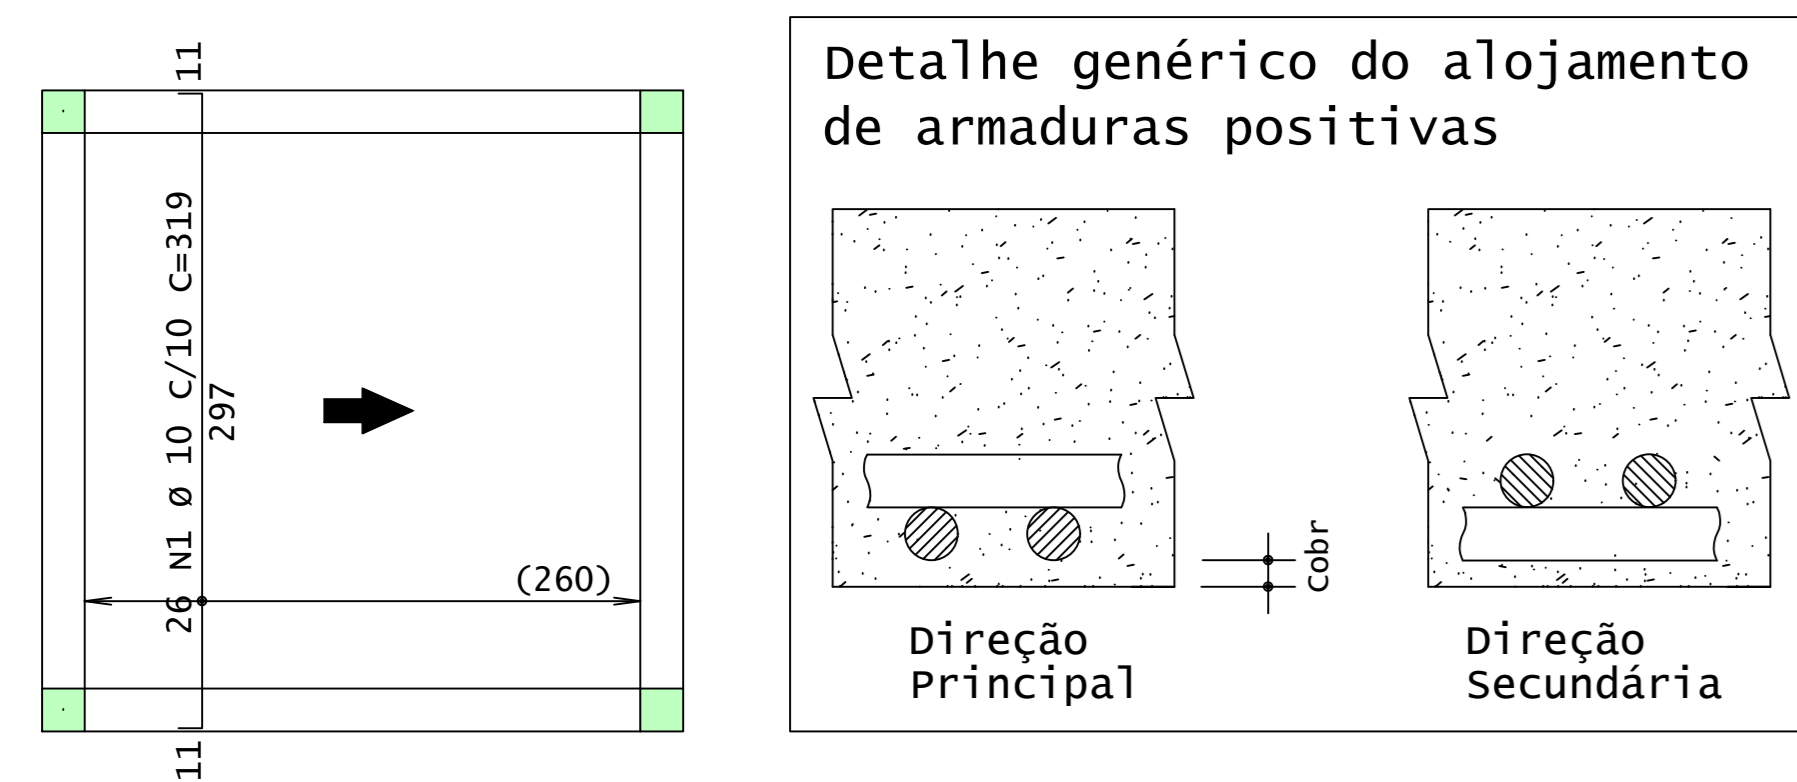 11
26 N1 Ø 10 C/10 C=319
297
(260)
11
Detalhe genérico do alojamento
de armaduras positivas
Cobr
Direção
Principal
Direção
Secundária